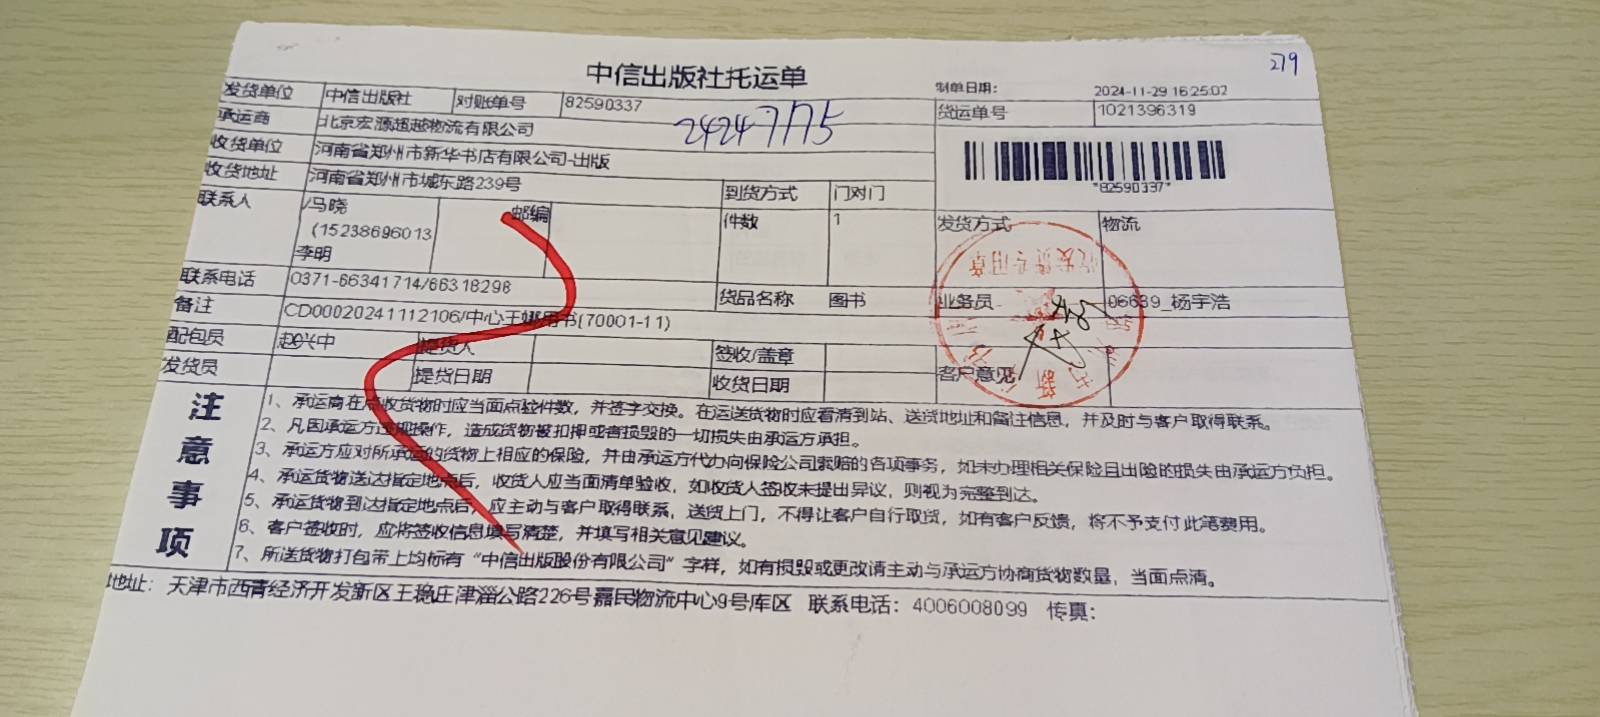 279
中信出版社托运单
制单日期： 2024-11-29 16:25:02
发货单位 中信出版社 对账单号 82590337 货运单号 1021396319
承运商 北京宏源超越物流有限公司 24247775
收货单位 河南省郑州市新华书店有限公司-出版
*82590337*
收货地址 河南省郑州市城东路239号 到货方式 门对门
联系人 /马晓 邮编 件数 1 发货方式 物流
（15238696013
李明
收发货专用章
联系电话 0371-66341714/66318298 货品名称 图书 业务员 06639_杨宇浩
备注 CD00020241112106/中心王娜用书(70001-11)
配包员 赵兴中 提货人 签收/盖章 客户意见
发货员 提货日期 收货日期
注意事项
1、承运商在点收货物时应当面点验件数，并签字交换。在运送货物时应看清到站、送货地址和备注信息，并及时与客户取得联系。
2、凡因承运方违规操作，造成货物被扣押或者损毁的一切损失由承运方承担。
3、承运方应对所承运的货物上相应的保险，并由承运方代办向保险公司索赔的各项事务，如未办理相关保险且出险的损失由承运方负担。
4、承运货物送达指定地点后，收货人应当面清单验收，如收货人签收未提出异议，则视为完整到达。
5、承运货物到达指定地点后，应主动与客户取得联系，送货上门，不得让客户自行取货，如有客户反馈，将不予支付此笔费用。
6、客户签收时，应将签收信息填写清楚，并填写相关意见建议。
7、所送货物打包带上均标有“中信出版股份有限公司”字样，如有损毁或更改请主动与承运方协商货物数量，当面点清。
地址：天津市西青经济开发新区王稳庄津淄公路226号嘉民物流中心9号库区 联系电话：4006008099 传真：